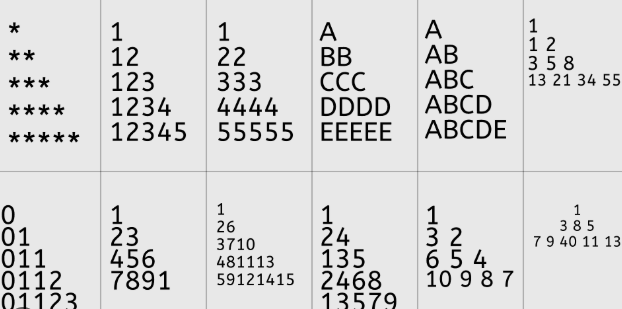 *
**
***
****
*****
1
12
123
1234
12345
1
22
333
4444
55555
A
BB
CCC
DDDD
EEEEE
A
AB
ABC
ABCD
ABCDE
1
1 2
3 5 8
13 21 34 55
0
01
011
0112
01123
1
23
456
7891
1
26
3710
481113
59121415
1
24
135
2468
13579
1
3 2
6 5 4
10 9 8 7
1
3 8 5
7 9 40 11 13